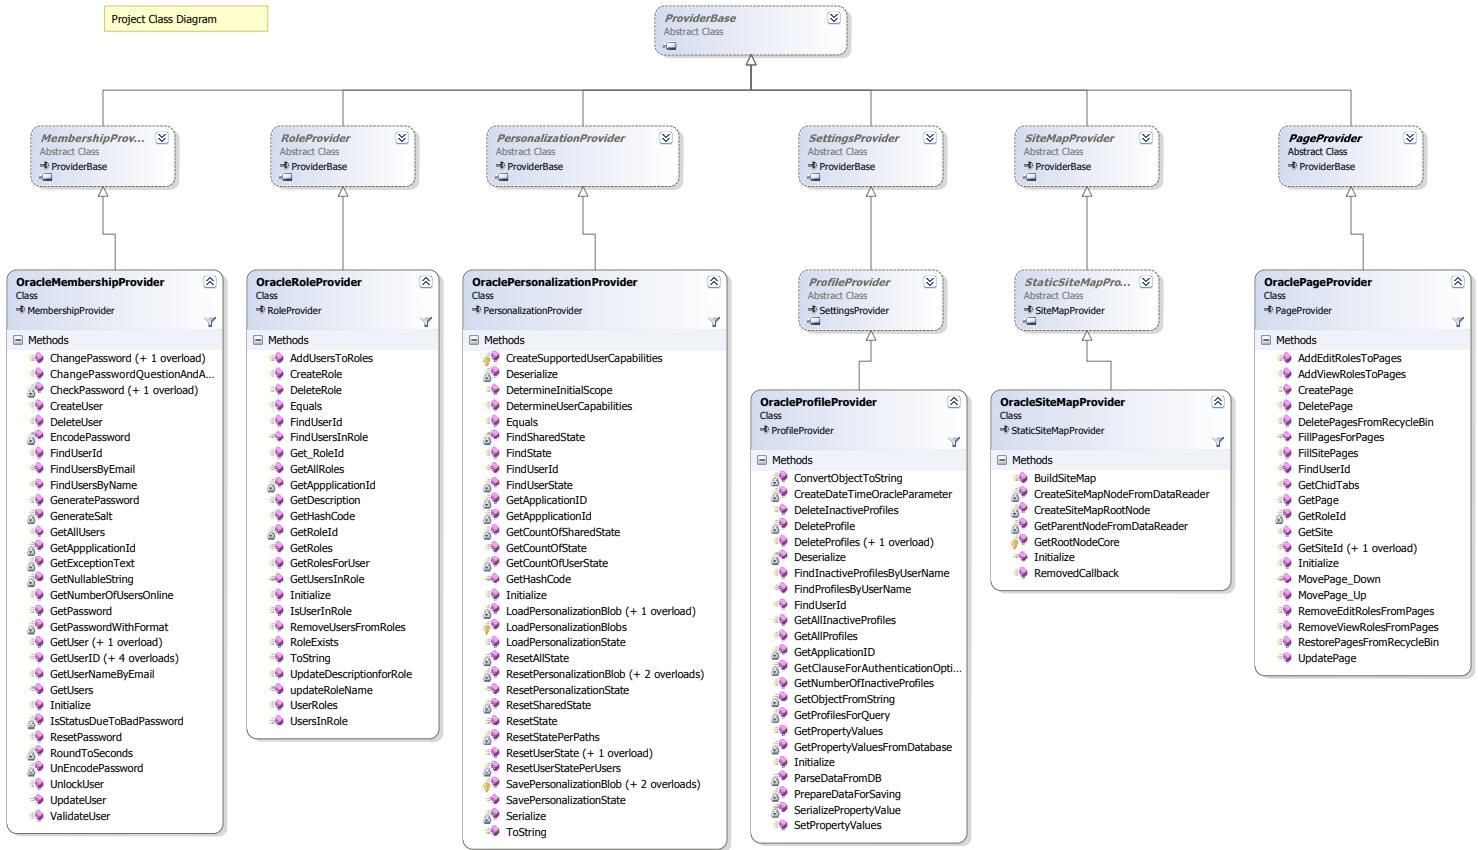 Project Class Diagram
ProviderBase
Abstract Class
MembershipProv...
Abstract Class
ProviderBase
RoleProvider
Abstract Class
ProviderBase
PersonalizationProvider
Abstract Class
ProviderBase
SettingsProvider
Abstract Class
ProviderBase
SiteMapProvider
Abstract Class
ProviderBase
PageProvider
Abstract Class
ProviderBase
OracleMembershipProvider
Class
MembershipProvider
Methods
ChangePassword (+ 1 overload)
ChangePasswordQuestionAndA...
CheckPassword (+ 1 overload)
CreateUser
DeleteUser
EncodePassword
FindUserId
FindUsersByEmail
FindUsersByName
GeneratePassword
GenerateSalt
GetAllUsers
GetAppplicationId
GetExceptionText
GetNullableString
GetNumberOfUsersOnline
GetPassword
GetPasswordWithFormat
GetUser (+ 1 overload)
GetUserID (+ 4 overloads)
GetUserNameByEmail
GetUsers
Initialize
IsStatusDueToBadPassword
ResetPassword
RoundToSeconds
UnEncodePassword
UnlockUser
UpdateUser
ValidateUser
OracleRoleProvider
Class
RoleProvider
Methods
AddUsersToRoles
CreateRole
DeleteRole
Equals
FindUserId
FindUsersInRole
Get_RoleId
GetAllRoles
GetAppplicationId
GetDescription
GetHashCode
GetRoleId
GetRoles
GetRolesForUser
GetUsersInRole
Initialize
IsUserInRole
RemoveUsersFromRoles
RoleExists
ToString
UpdateDescriptionforRole
updateRoleName
UserRoles
UsersInRole
OraclePersonalizationProvider
Class
PersonalizationProvider
Methods
CreateSupportedUserCapabilities
Deserialize
DetermineInitialScope
DetermineUserCapabilities
Equals
FindSharedState
FindState
FindUserId
FindUserState
GetApplicationID
GetAppplicationId
GetCountOfSharedState
GetCountOfState
GetCountOfUserState
GetHashCode
Initialize
LoadPersonalizationBlob (+ 1 overload)
LoadPersonalizationBlobs
LoadPersonalizationState
ResetAllState
ResetPersonalizationBlob (+ 2 overloads)
ResetPersonalizationState
ResetSharedState
ResetState
ResetStatePerPaths
ResetUserState (+ 1 overload)
ResetUserStatePerUsers
SavePersonalizationBlob (+ 2 overloads)
SavePersonalizationState
Serialize
ToString
ProfileProvider
Abstract Class
SettingsProvider
OracleProfileProvider
Class
ProfileProvider
Methods
ConvertObjectToString
CreateDateTimeOracleParameter
DeleteInactiveProfiles
DeleteProfile
DeleteProfiles (+ 1 overload)
Deserialize
FindInactiveProfilesByUserName
FindProfilesByUserName
FindUserId
GetAllInactiveProfiles
GetAllProfiles
GetApplicationID
GetClauseForAuthenticationOpti...
GetNumberOfInactiveProfiles
GetObjectFromString
GetProfilesForQuery
GetPropertyValues
GetPropertyValuesFromDatabase
Initialize
ParseDataFromDB
PrepareDataForSaving
SerializePropertyValue
SetPropertyValues
StaticSiteMapPro...
Abstract Class
SiteMapProvider
OracleSiteMapProvider
Class
StaticSiteMapProvider
Methods
BuildSiteMap
CreateSiteMapNodeFromDataReader
CreateSiteMapRootNode
GetParentNodeFromDataReader
GetRootNodeCore
Initialize
RemovedCallback
OraclePageProvider
Class
PageProvider
Methods
AddEditRolesToPages
AddViewRolesToPages
CreatePage
DeletePage
DeletePagesFromRecycleBin
FillPagesForPages
FillSitePages
FindUserId
GetChidTabs
GetPage
GetRoleId
GetSite
GetSiteId (+ 1 overload)
Initialize
MovePage_Down
MovePage_Up
RemoveEditRolesFromPages
RemoveViewRolesFromPages
RestorePagesFromRecycleBin
UpdatePage